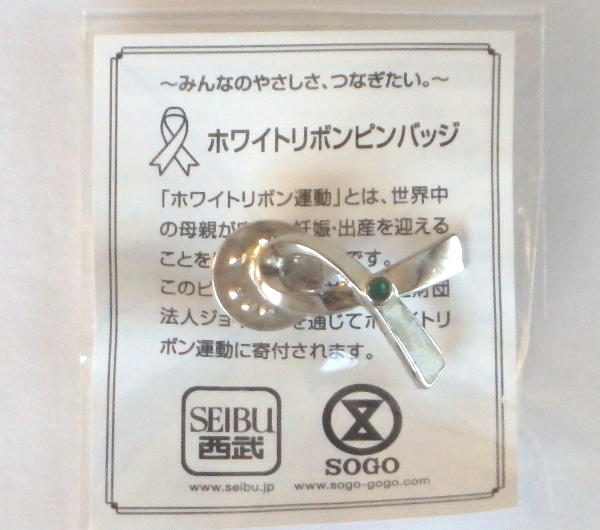 ～みんなのやさしさ、つなぎたい。～
ホワイトリボンピンバッジ
「ホワイトリボン運動」とは、世界中
の母親が 妊娠・出産を迎える
ことを です。
このピ 財団
法人ジョ を通じてホワイトリ
ボン運動に寄付されます。
SEIBU
西武
SOGO
www.seibu.jp www.sogo-gogo.com